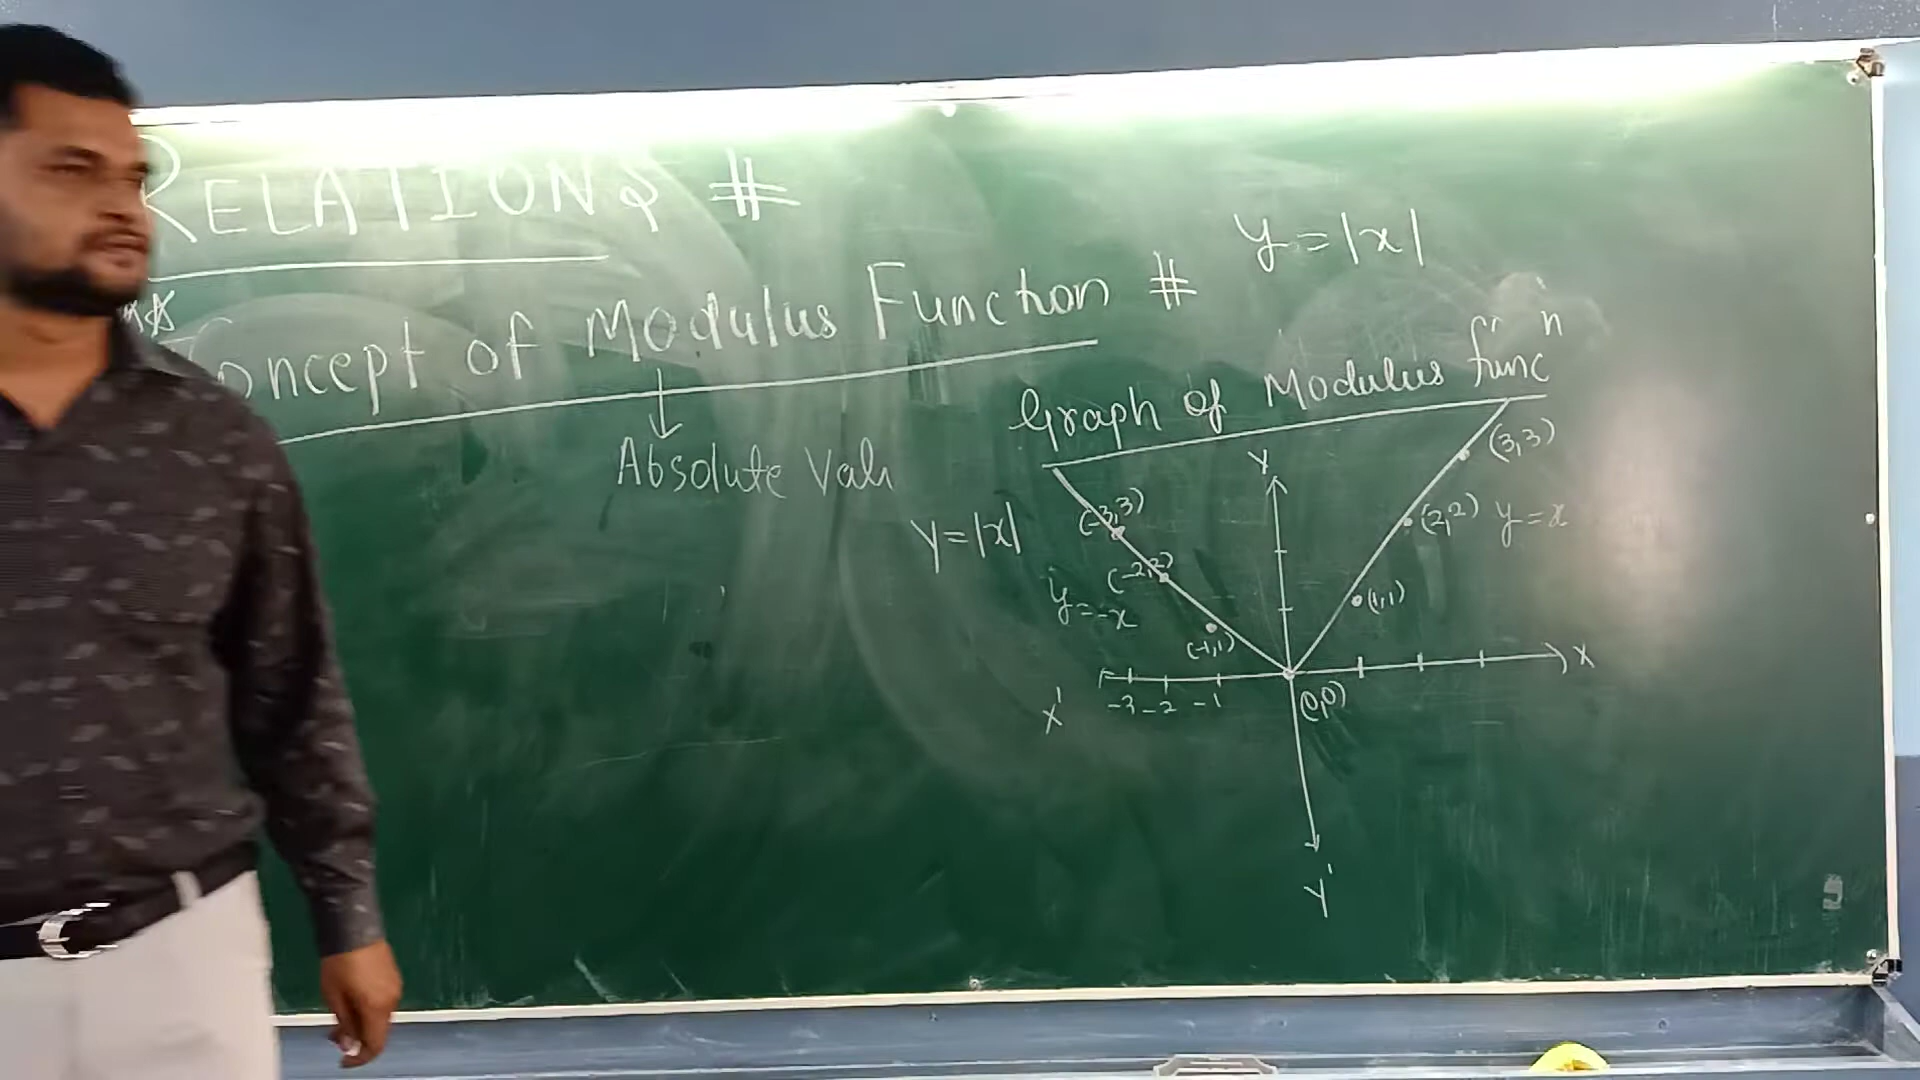 RELATIONS #
Concept of Modulus Function #
y = |x|
Absolute Valu
Graph of Modulus funcⁿ
y = |x|
y = -x
y = x
(-3,3)
(-2,2)
(-1,1)
(3,3)
(2,2)
(1,1)
(0,0)
Y
X
X'
-3 -2 -1
Y'